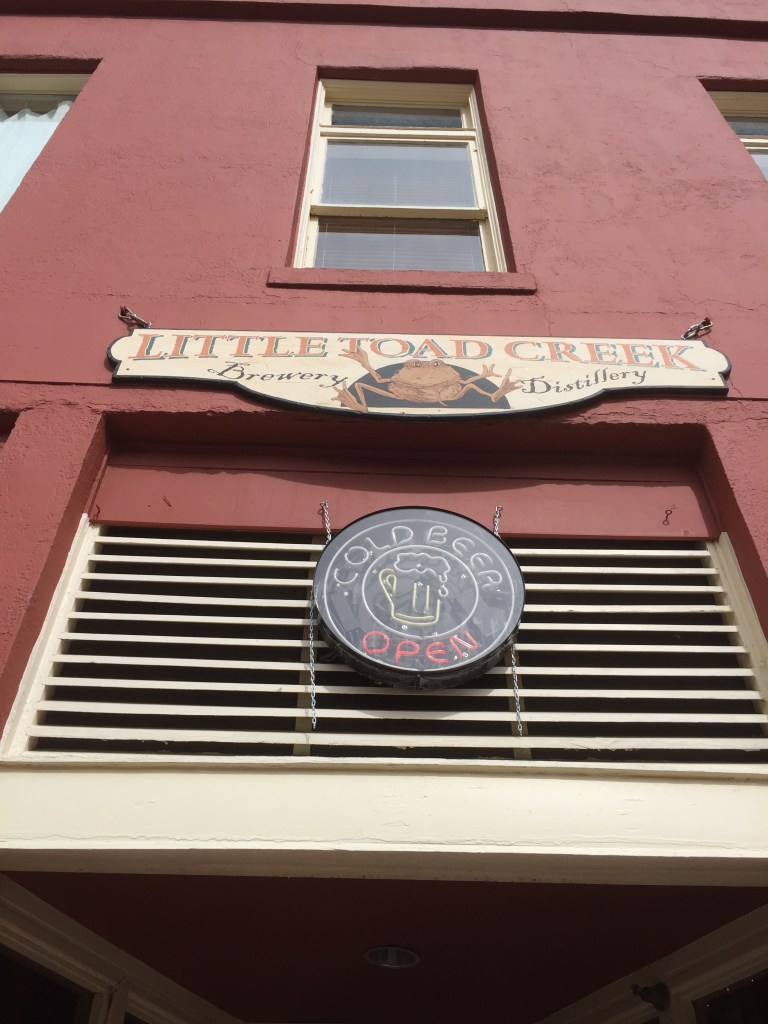 LITTLE TOAD CREEK
Brewery Distillery
COLD BEER
OPEN